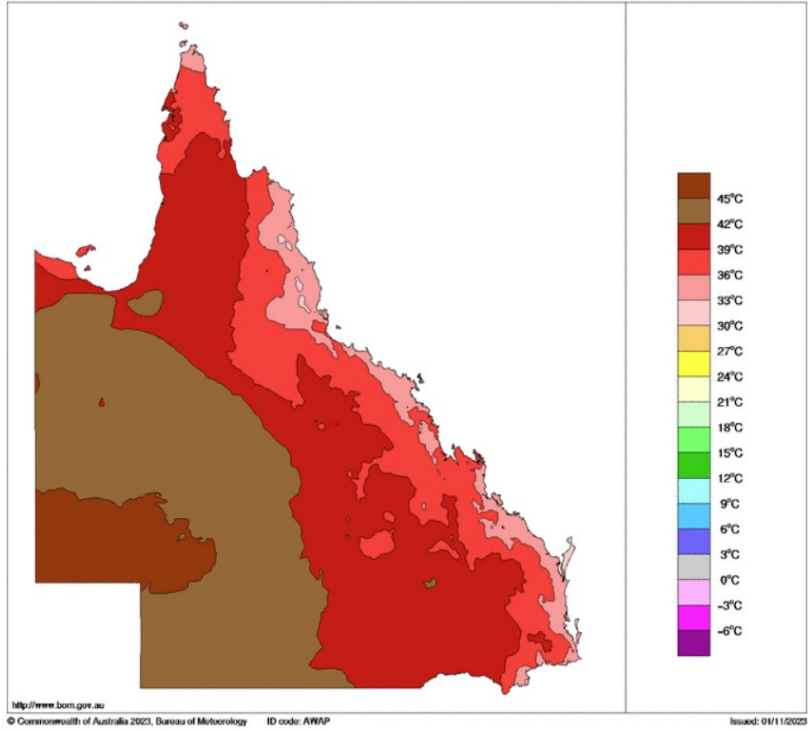 45°C
42°C
39°C
36°C
33°C
30°C
27°C
24°C
21°C
18°C
15°C
12°C
9°C
6°C
3°C
0°C
-3°C
-6°C
http://www.bom.gov.au
© Commonwealth of Australia 2023, Bureau of Meteorology ID code: AWAP Issued: 01/11/2023